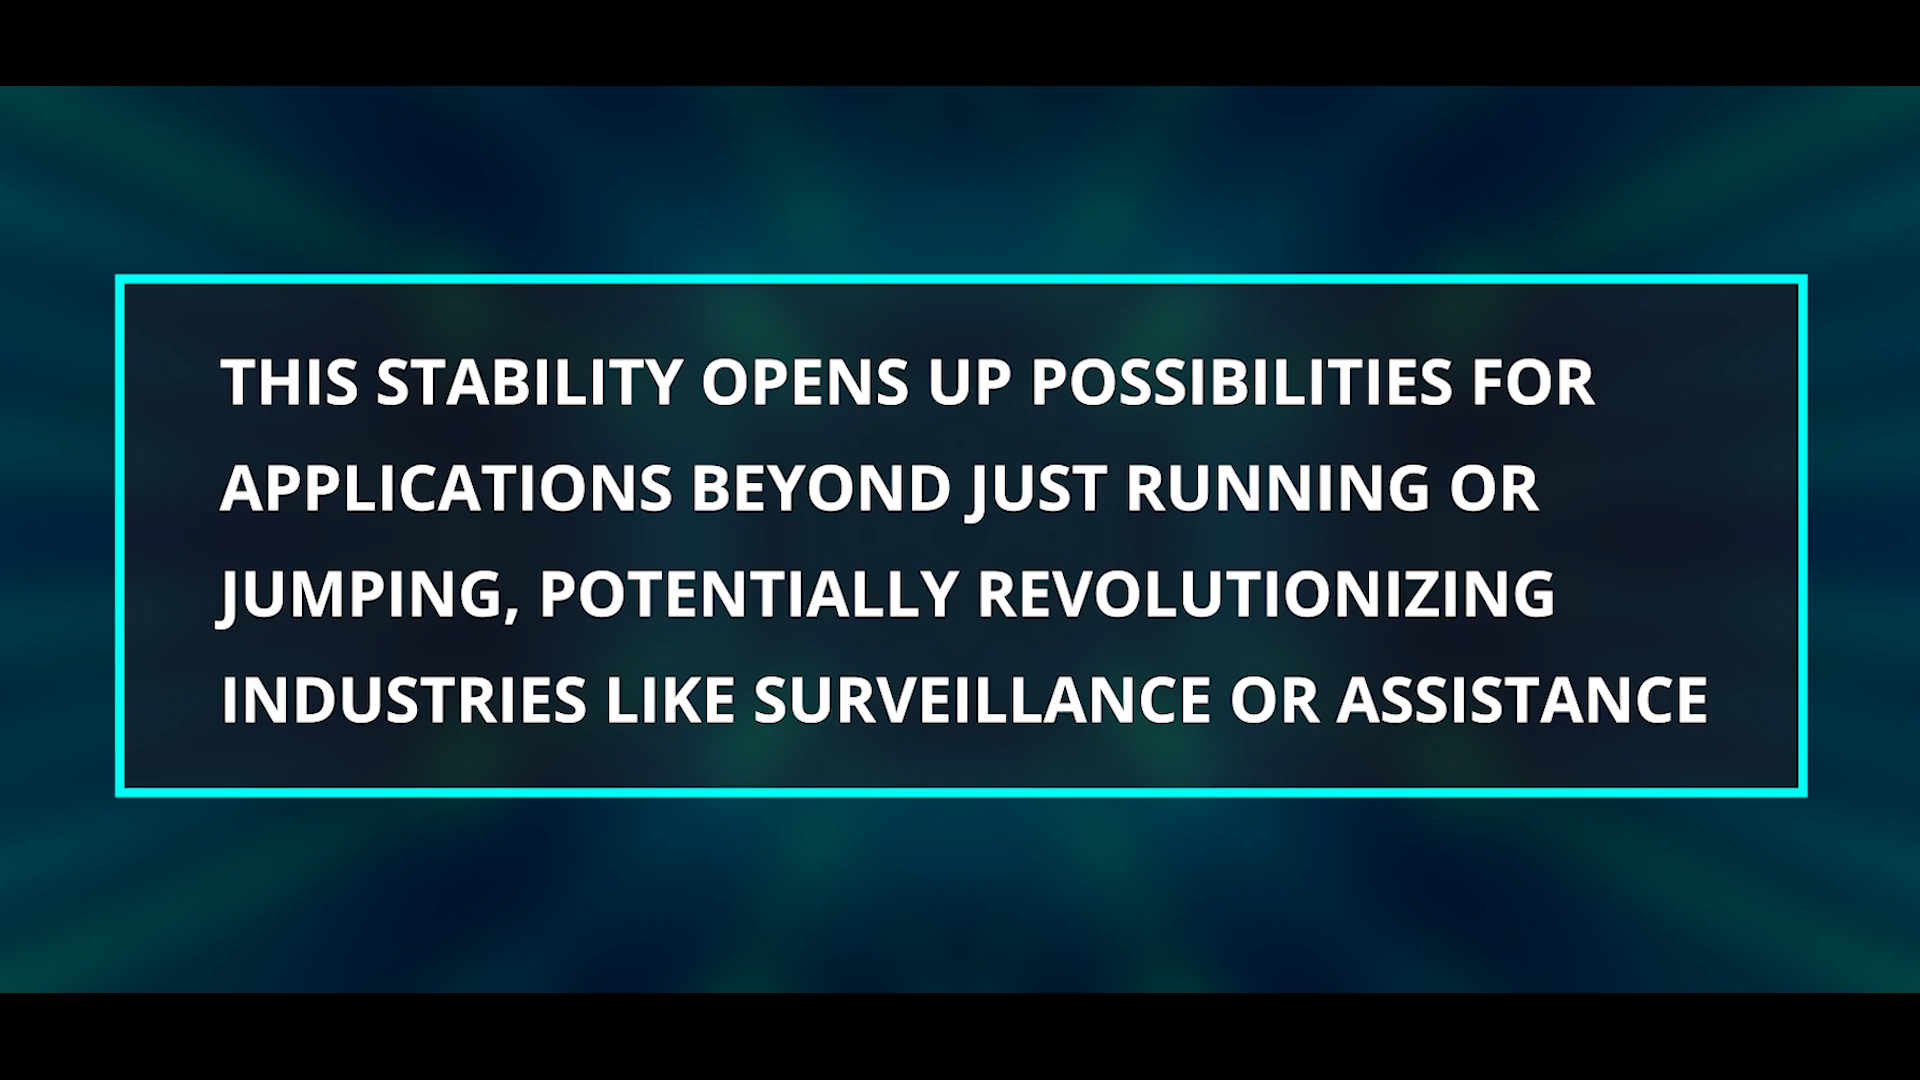 THIS STABILITY OPENS UP POSSIBILITIES FOR
APPLICATIONS BEYOND JUST RUNNING OR
JUMPING, POTENTIALLY REVOLUTIONIZING
INDUSTRIES LIKE SURVEILLANCE OR ASSISTANCE